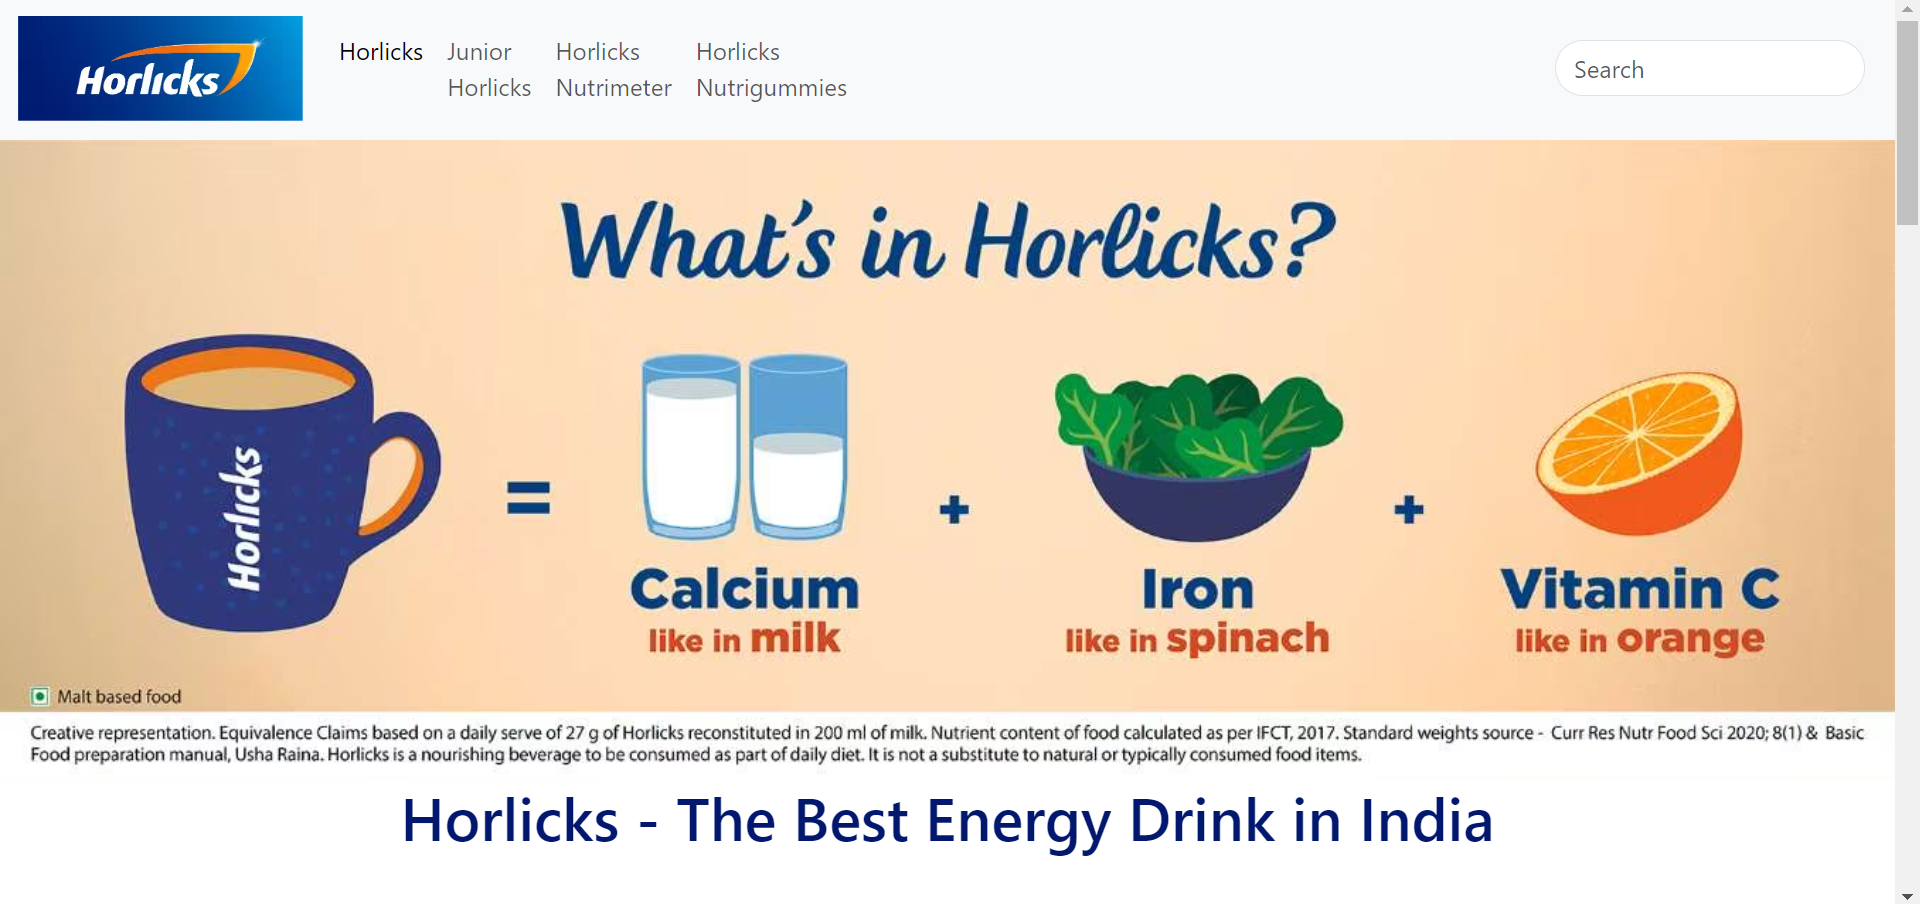 Horlicks
Horlicks
Junior
Horlicks
Horlicks
Nutrimeter
Horlicks
Nutrigummies
Search
What's in Horlicks?
Horlicks
=
+
+
Calcium
like in milk
Iron
like in spinach
Vitamin C
like in orange
Malt based food
Creative representation. Equivalence Claims based on a daily serve of 27 g of Horlicks reconstituted in 200 ml of milk. Nutrient content of food calculated as per IFCT, 2017. Standard weights source - Curr Res Nutr Food Sci 2020; 8(1) & Basic
Food preparation manual, Usha Raina. Horlicks is a nourishing beverage to be consumed as part of daily diet. It is not a substitute to natural or typically consumed food items.
Horlicks - The Best Energy Drink in India